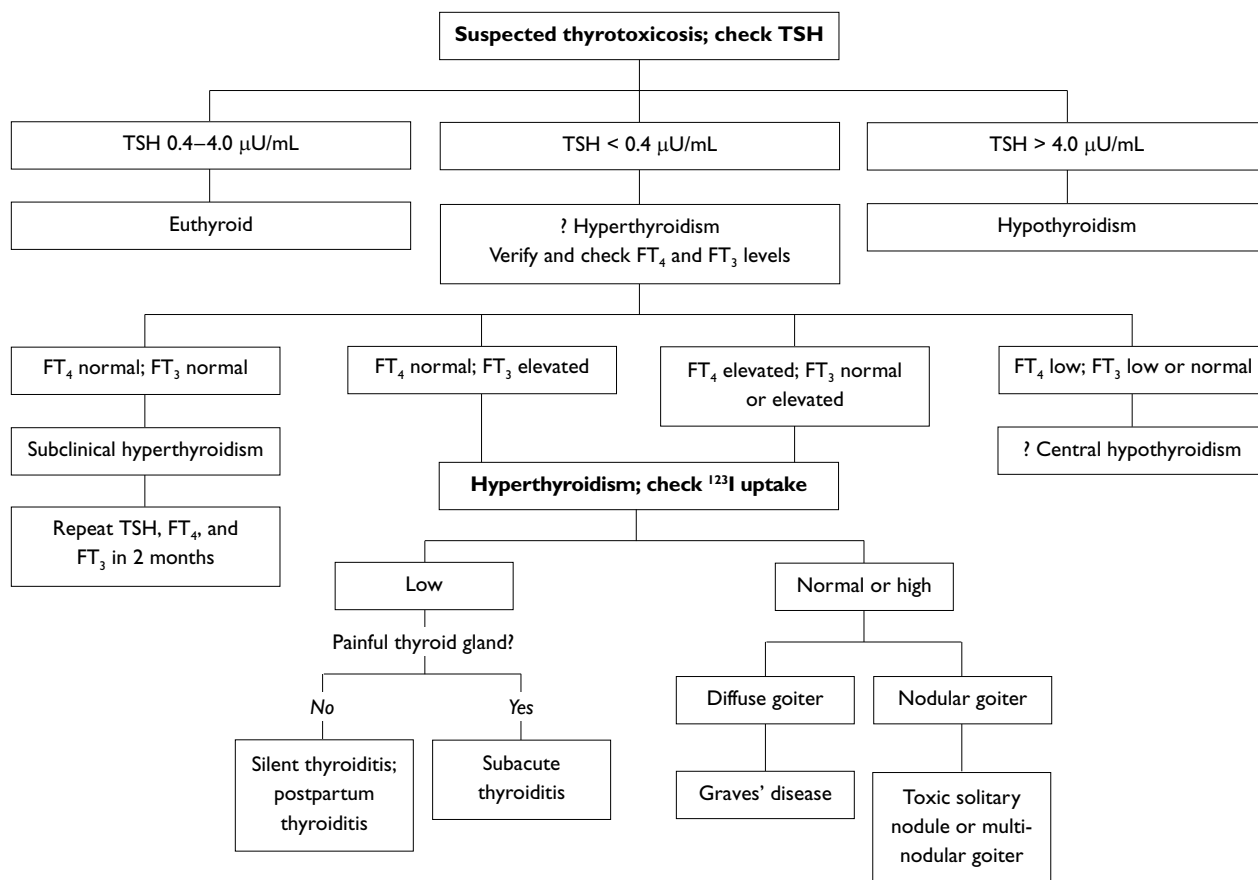 Suspected thyrotoxicosis; check TSH
TSH 0.4–4.0 μU/mL
TSH < 0.4 μU/mL
TSH > 4.0 μU/mL
Euthyroid
? Hyperthyroidism
Verify and check FT₄ and FT₃ levels
Hypothyroidism
FT₄ normal; FT₃ normal
FT₄ normal; FT₃ elevated
FT₄ elevated; FT₃ normal
or elevated
FT₄ low; FT₃ low or normal
Subclinical hyperthyroidism
? Central hypothyroidism
Hyperthyroidism; check ¹²³I uptake
Repeat TSH, FT₄, and
FT₃ in 2 months
Low
Normal or high
Painful thyroid gland?
No
Yes
Diffuse goiter
Nodular goiter
Silent thyroiditis;
postpartum
thyroiditis
Subacute
thyroiditis
Graves’ disease
Toxic solitary
nodule or multi-
nodular goiter